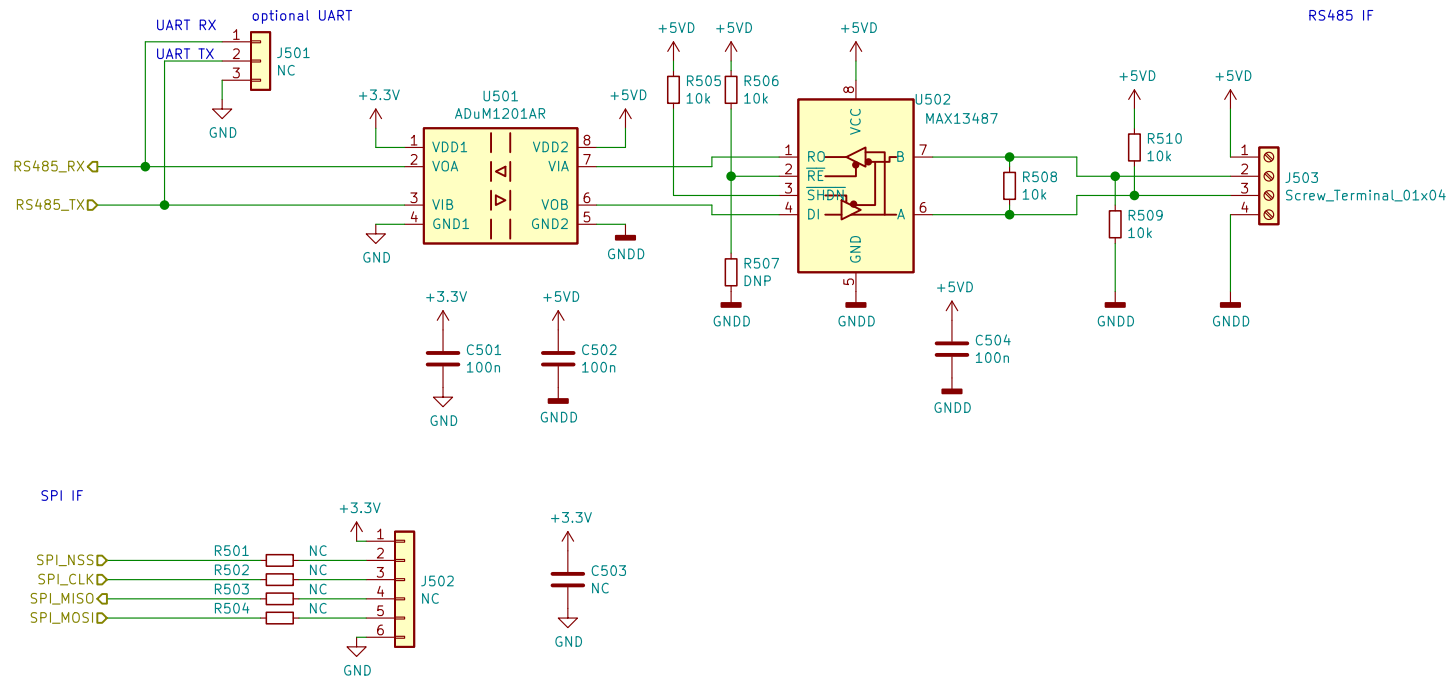 optional UART
RS485 IF
UART RX
UART TX
1
2
3
J501
NC
GND
+3.3V
U501
ADuM1201AR
+5VD
+5VD
+5VD
+5VD
R505
10k
R506
10k
U502
MAX13487
8
VCC
+5VD
+5VD
RS485_RX
RS485_TX
1
2
3
4
VDD1
VOA
VIB
GND1
VDD2
VIA
VOB
GND2
8
7
6
5
GND
GNDD
1
2
3
4
RO
RE
SHDN
DI
B
A
7
6
GND
5
R507
DNP
GNDD
GNDD
R508
10k
R510
10k
R509
10k
1
2
3
4
J503
Screw_Terminal_01x04
GNDD
GNDD
+3.3V
C501
100n
GND
+5VD
C502
100n
GNDD
+5VD
C504
100n
GNDD
SPI IF
+3.3V
SPI_NSS
SPI_CLK
SPI_MISO
SPI_MOSI
R501 NC
R502 NC
R503 NC
R504 NC
1
2
3
4
5
6
J502
NC
GND
+3.3V
C503
NC
GND